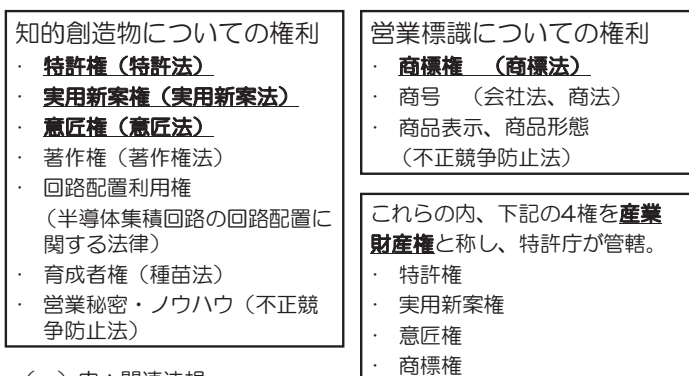 知的創造物についての権利
· 特許権（特許法）
· 実用新案権（実用新案法）
· 意匠権（意匠法）
· 著作権（著作権法）
· 回路配置利用権
（半導体集積回路の回路配置に
関する法律）
· 育成者権（種苗法）
· 営業秘密・ノウハウ（不正競
争防止法）
（　）内：関連法規
営業標識についての権利
· 商標権　（商標法）
· 商号　（会社法、商法）
· 商品表示、商品形態
（不正競争防止法）
これらの内、下記の4権を産業
財産権と称し、特許庁が管轄。
· 特許権
· 実用新案権
· 意匠権
· 商標権